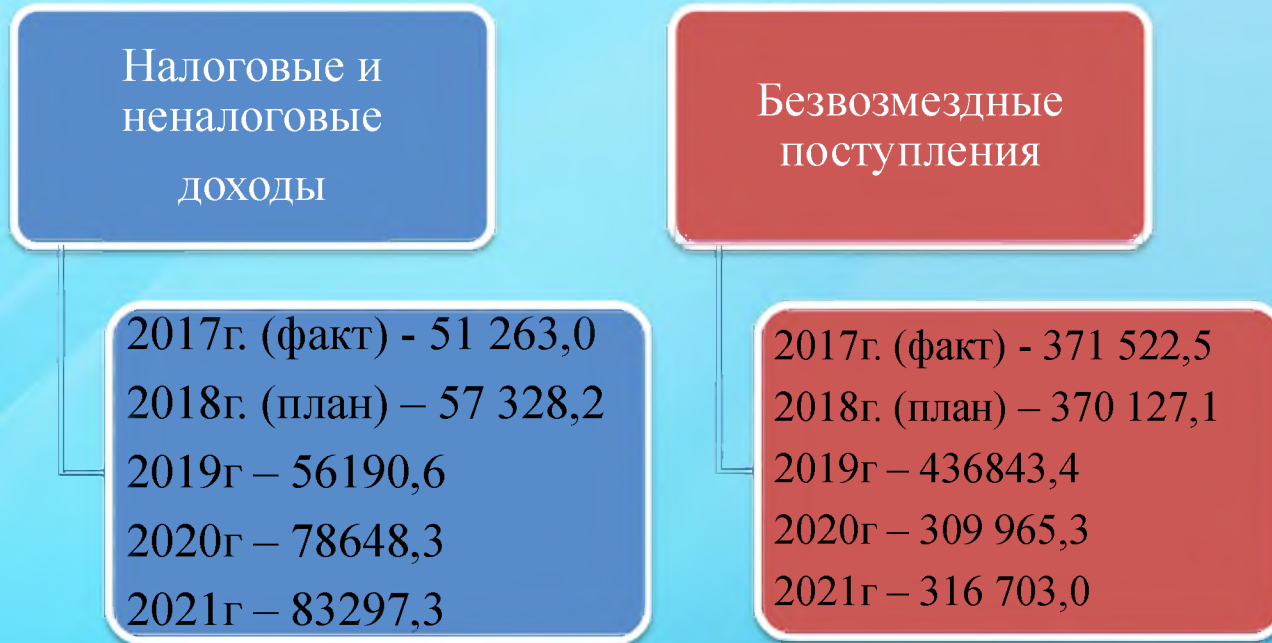 Налоговые и
неналоговые
доходы
2017г. (факт) - 51 263,0
2018г. (план) – 57 328,2
2019г – 56190,6
2020г – 78648,3
2021г – 83297,3
Безвозмездные
поступления
2017г. (факт) - 371 522,5
2018г. (план) – 370 127,1
2019г – 436843,4
2020г – 309 965,3
2021г – 316 703,0